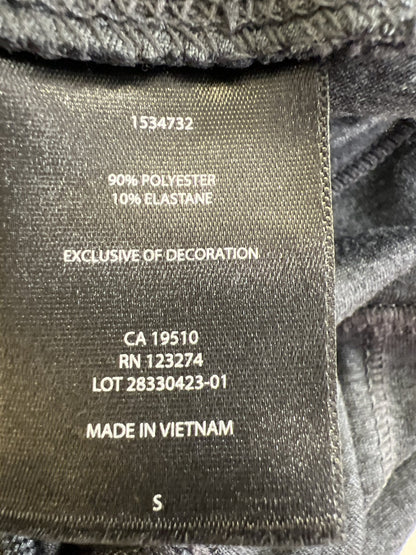 1534732
90% POLYESTER
10% ELASTANE
EXCLUSIVE OF DECORATION
CA 19510
RN 123274
LOT 28330423-01
MADE IN VIETNAM
S